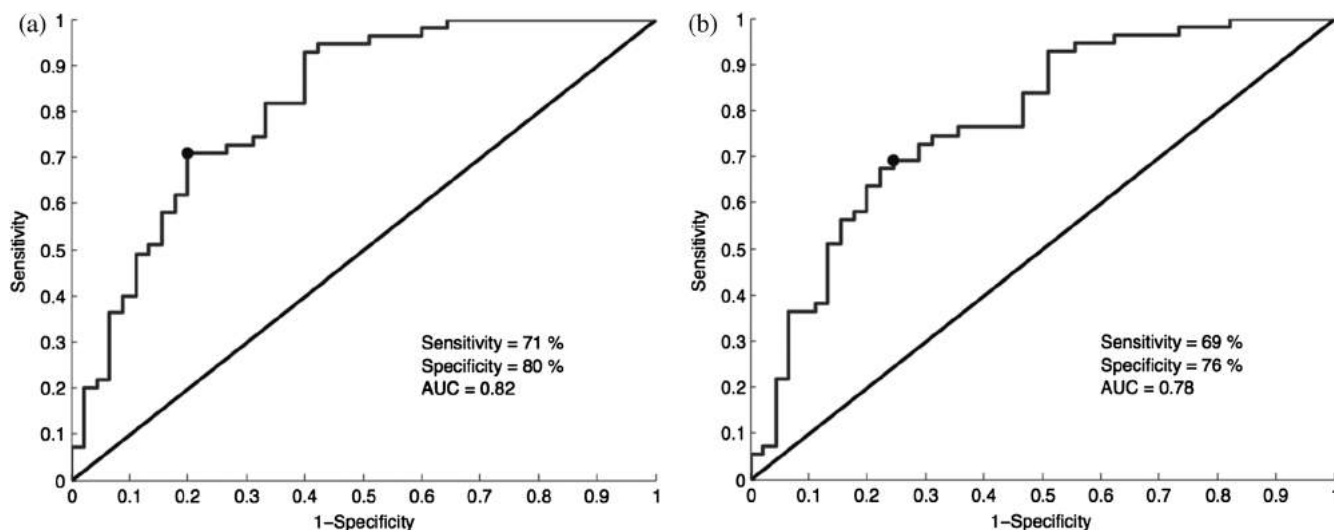 (a)
1
0.9
0.8
0.7
0.6
0.5
0.4
0.3
0.2
0.1
0
Sensitivity
Sensitivity = 71 %
Specificity = 80 %
AUC = 0.82
0 0.1 0.2 0.3 0.4 0.5 0.6 0.7 0.8 0.9 1
1−Specificity
(b)
1
0.9
0.8
0.7
0.6
0.5
0.4
0.3
0.2
0.1
0
Sensitivity
Sensitivity = 69 %
Specificity = 76 %
AUC = 0.78
0 0.1 0.2 0.3 0.4 0.5 0.6 0.7 0.8 0.9 1
1−Specificity